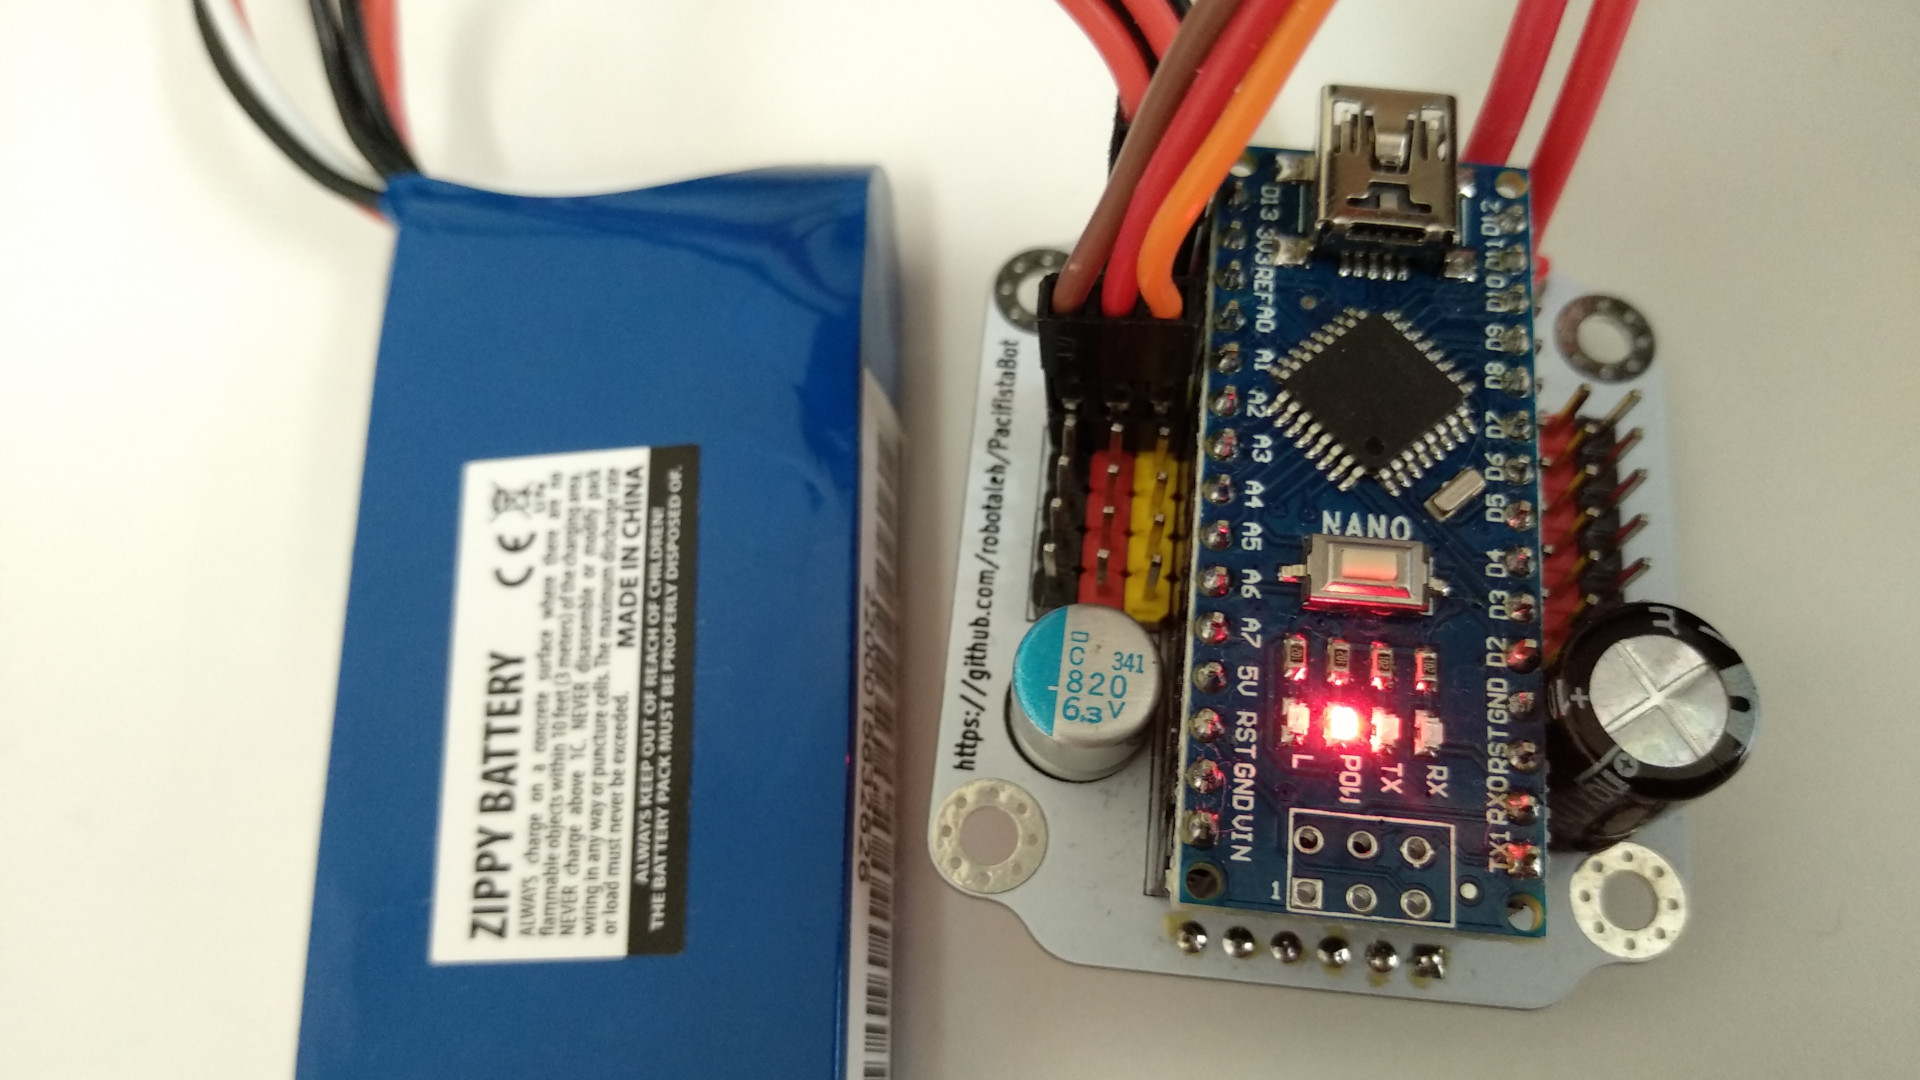 ZIPPY BATTERY CE
ALWAYS charge on a concrete surface where there are no
flammable objects within 10 feet (3 meters) of the charging area.
NEVER charge above 1C. NEVER disassemble or modify pack
wiring in any way or puncture cells. The maximum discharge rate
or load must never be exceeded. MADE IN CHINA
ALWAYS KEEP OUT OF REACH OF CHILDREN!
THE BATTERY PACK MUST BE PROPERLY DISPOSED OF.
https://github.com/robotaleh/PacifistaBot
C
341
820
6.3V
D13
3V3
REF
A0
A1
A2
A3
A4
A5
A6
A7
5V
RST
GND
VIN
NANO
L
POW
TX
RX
1
D12
D11
D10
D9
D8
D7
D6
D5
D4
D3
D2
GND
RST
RX0
TX1
+